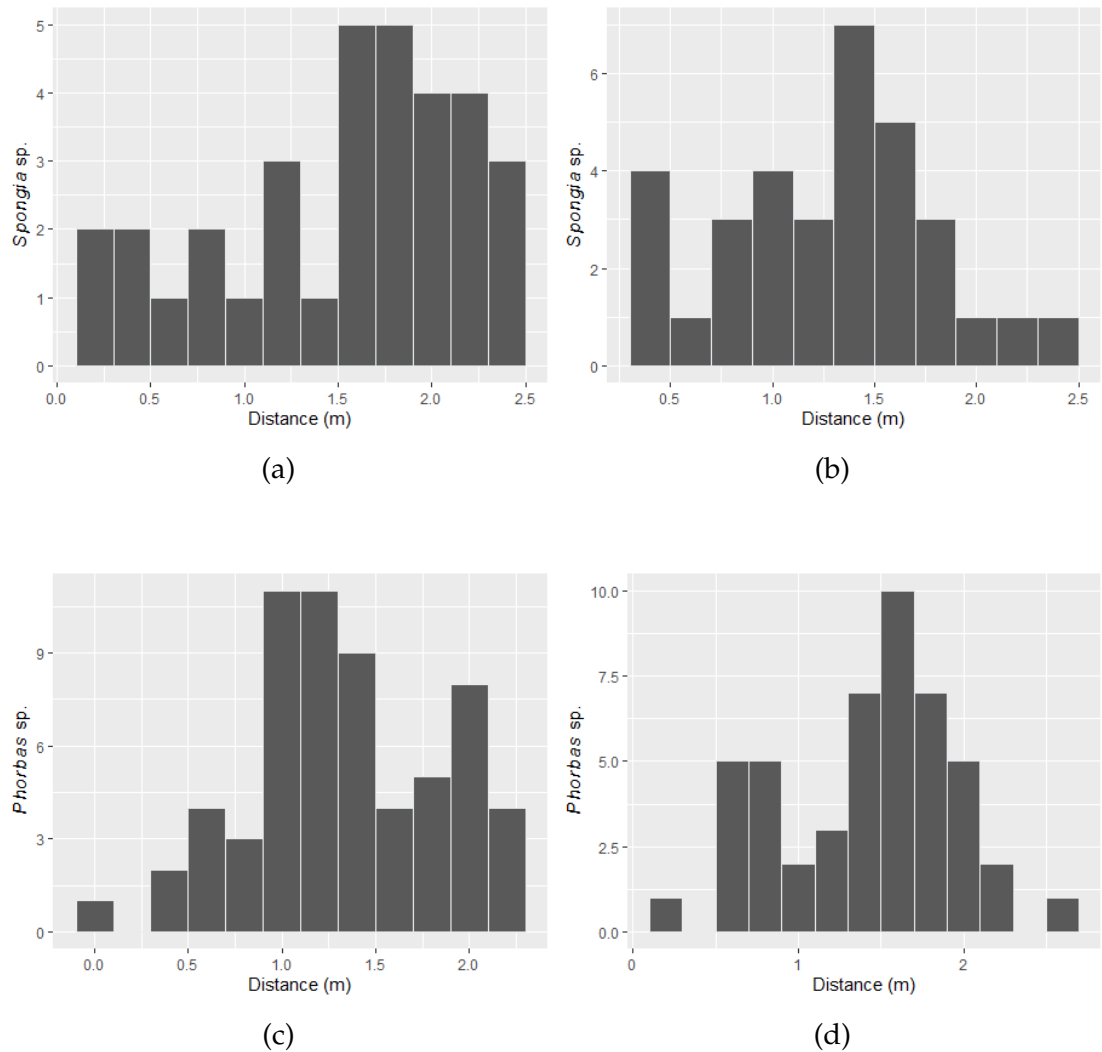 5
4
3
2
1
0
Spongia sp.
0.0 0.5 1.0 1.5 2.0 2.5
Distance (m)
(a)
6
4
2
0
Spongia sp.
0.5 1.0 1.5 2.0 2.5
Distance (m)
(b)
9
6
3
0
Phorbas sp.
0.0 0.5 1.0 1.5 2.0
Distance (m)
(c)
10.0
7.5
5.0
2.5
0.0
Phorbas sp.
0 1 2
Distance (m)
(d)